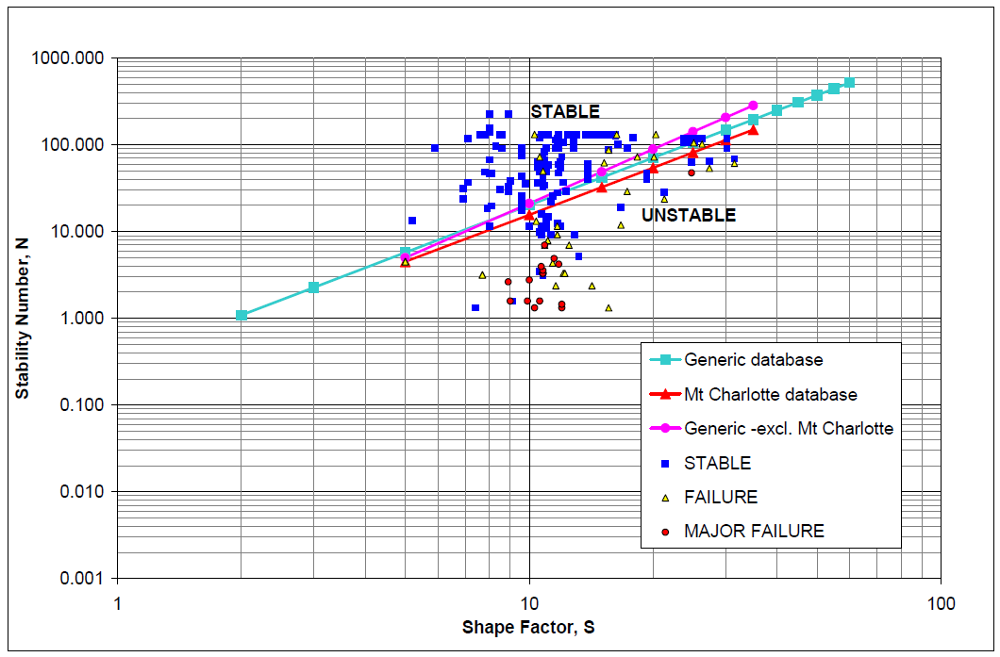 1000.000
100.000
10.000
1.000
0.100
0.010
0.001
Stability Number, N
STABLE
UNSTABLE
Generic database
Mt Charlotte database
Generic -excl. Mt Charlotte
STABLE
FAILURE
MAJOR FAILURE
1
10
100
Shape Factor, S